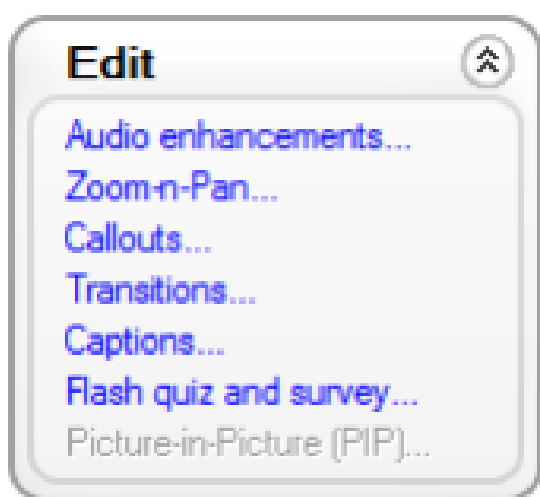 Edit
Audio enhancements...
Zoom-n-Pan...
Callouts...
Transitions...
Captions...
Flash quiz and survey...
Picture-in-Picture (PIP)...